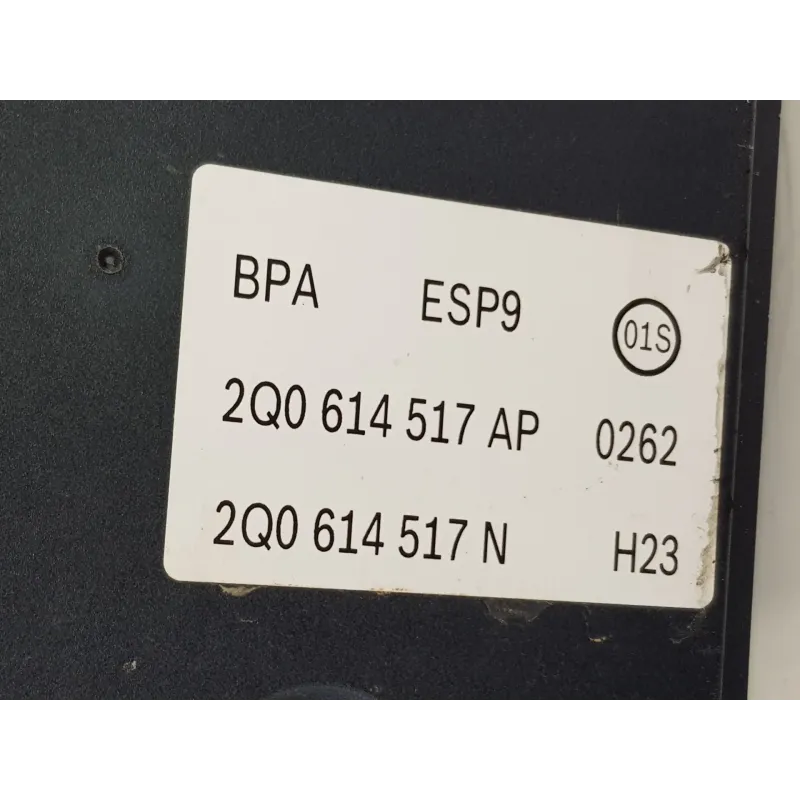 BPA ESP9 01S
2Q0 614 517 AP 0262
2Q0 614 517 N H23